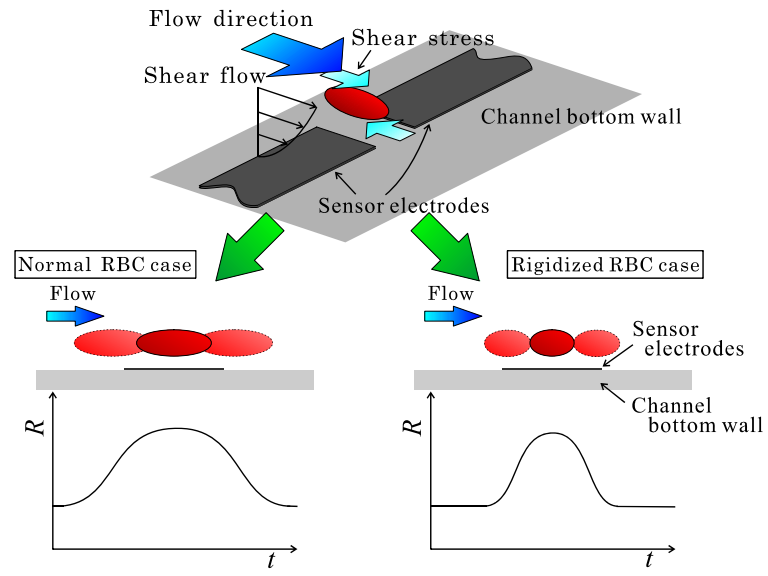 Flow direction
Shear stress
Shear flow
Channel bottom wall
Sensor electrodes
Normal RBC case
Rigidized RBC case
Flow
Flow
Sensor
electrodes
Channel
bottom wall
R
R
t
t